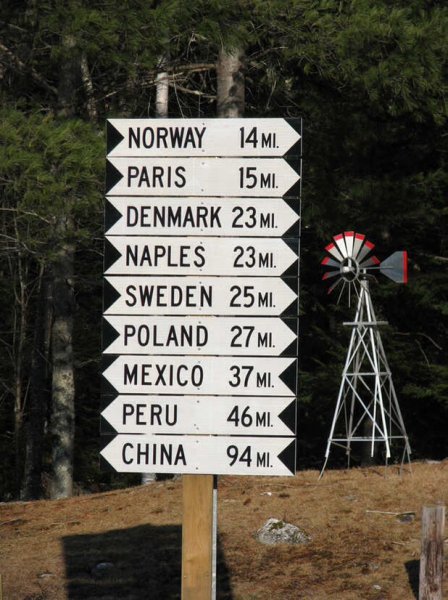 NORWAY 14 MI.
PARIS 15 MI.
DENMARK 23 MI.
NAPLES 23 MI.
SWEDEN 25 MI.
POLAND 27 MI.
MEXICO 37 MI.
PERU 46 MI.
CHINA 94 MI.